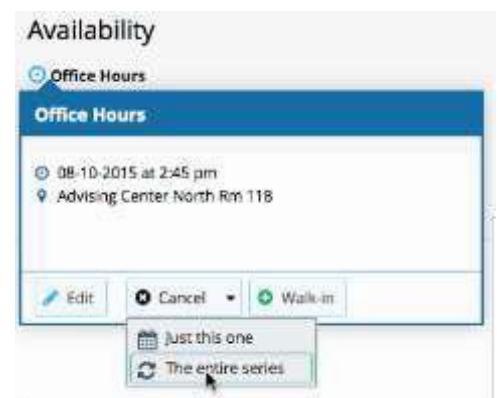 Availability
Office Hours
Office Hours
08-10-2015 at 2:45 pm
Advising Center North Rm 118
Edit
Cancel
Walk-in
Just this one
The entire series